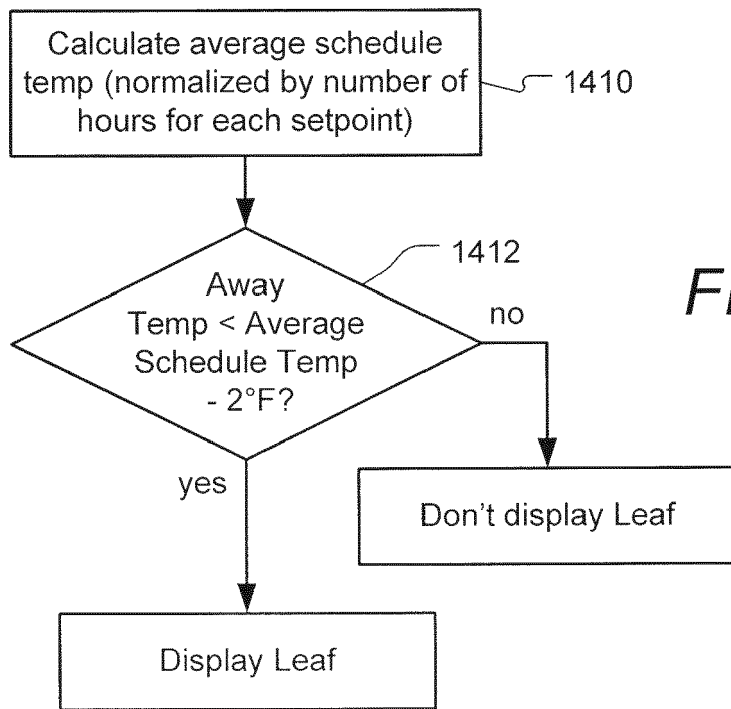 Calculate average schedule
temp (normalized by number of
hours for each setpoint)
1410
1412
Away
Temp < Average
Schedule Temp
- 2°F?
no
yes
Don't display Leaf
Display Leaf